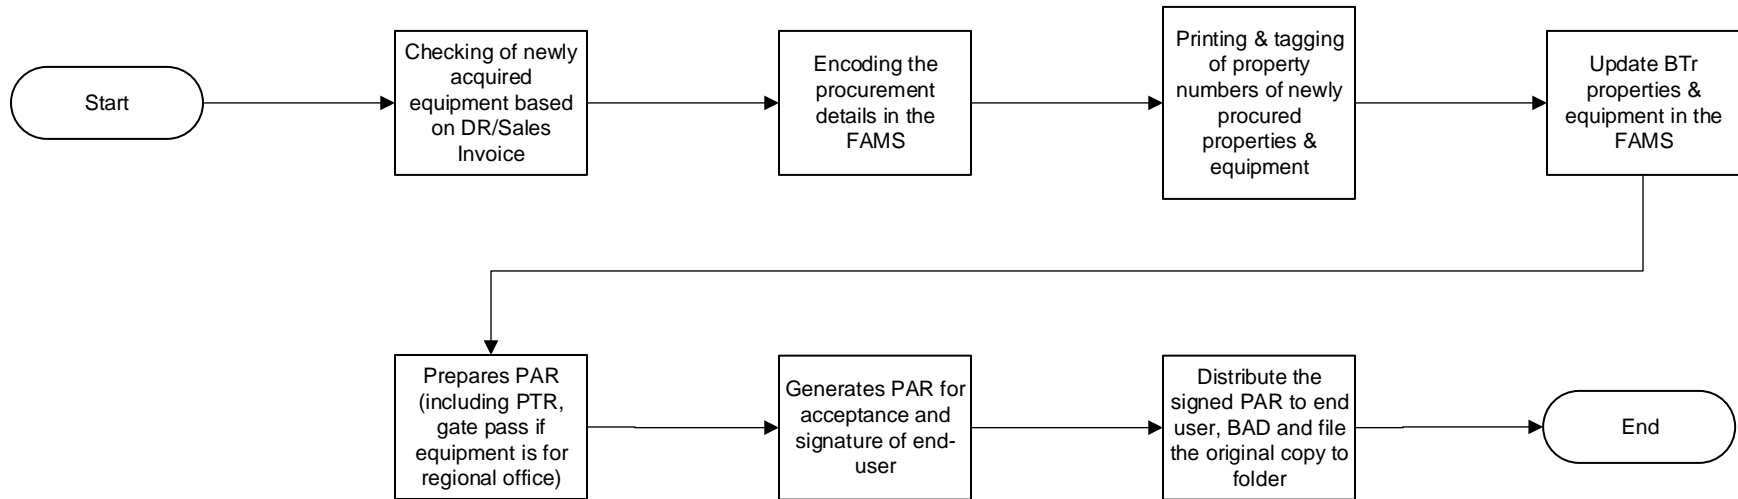 Start
Checking of newly
acquired
equipment based
on DR/Sales
Invoice
Encoding the
procurement
details in the
FAMS
Printing & tagging
of property
numbers of newly
procured
properties &
equipment
Update BTr
properties &
equipment in the
FAMS
Prepares PAR
(including PTR,
gate pass if
equipment is for
regional office)
Generates PAR for
acceptance and
signature of end-
user
Distribute the
signed PAR to end
user, BAD and file
the original copy to
folder
End